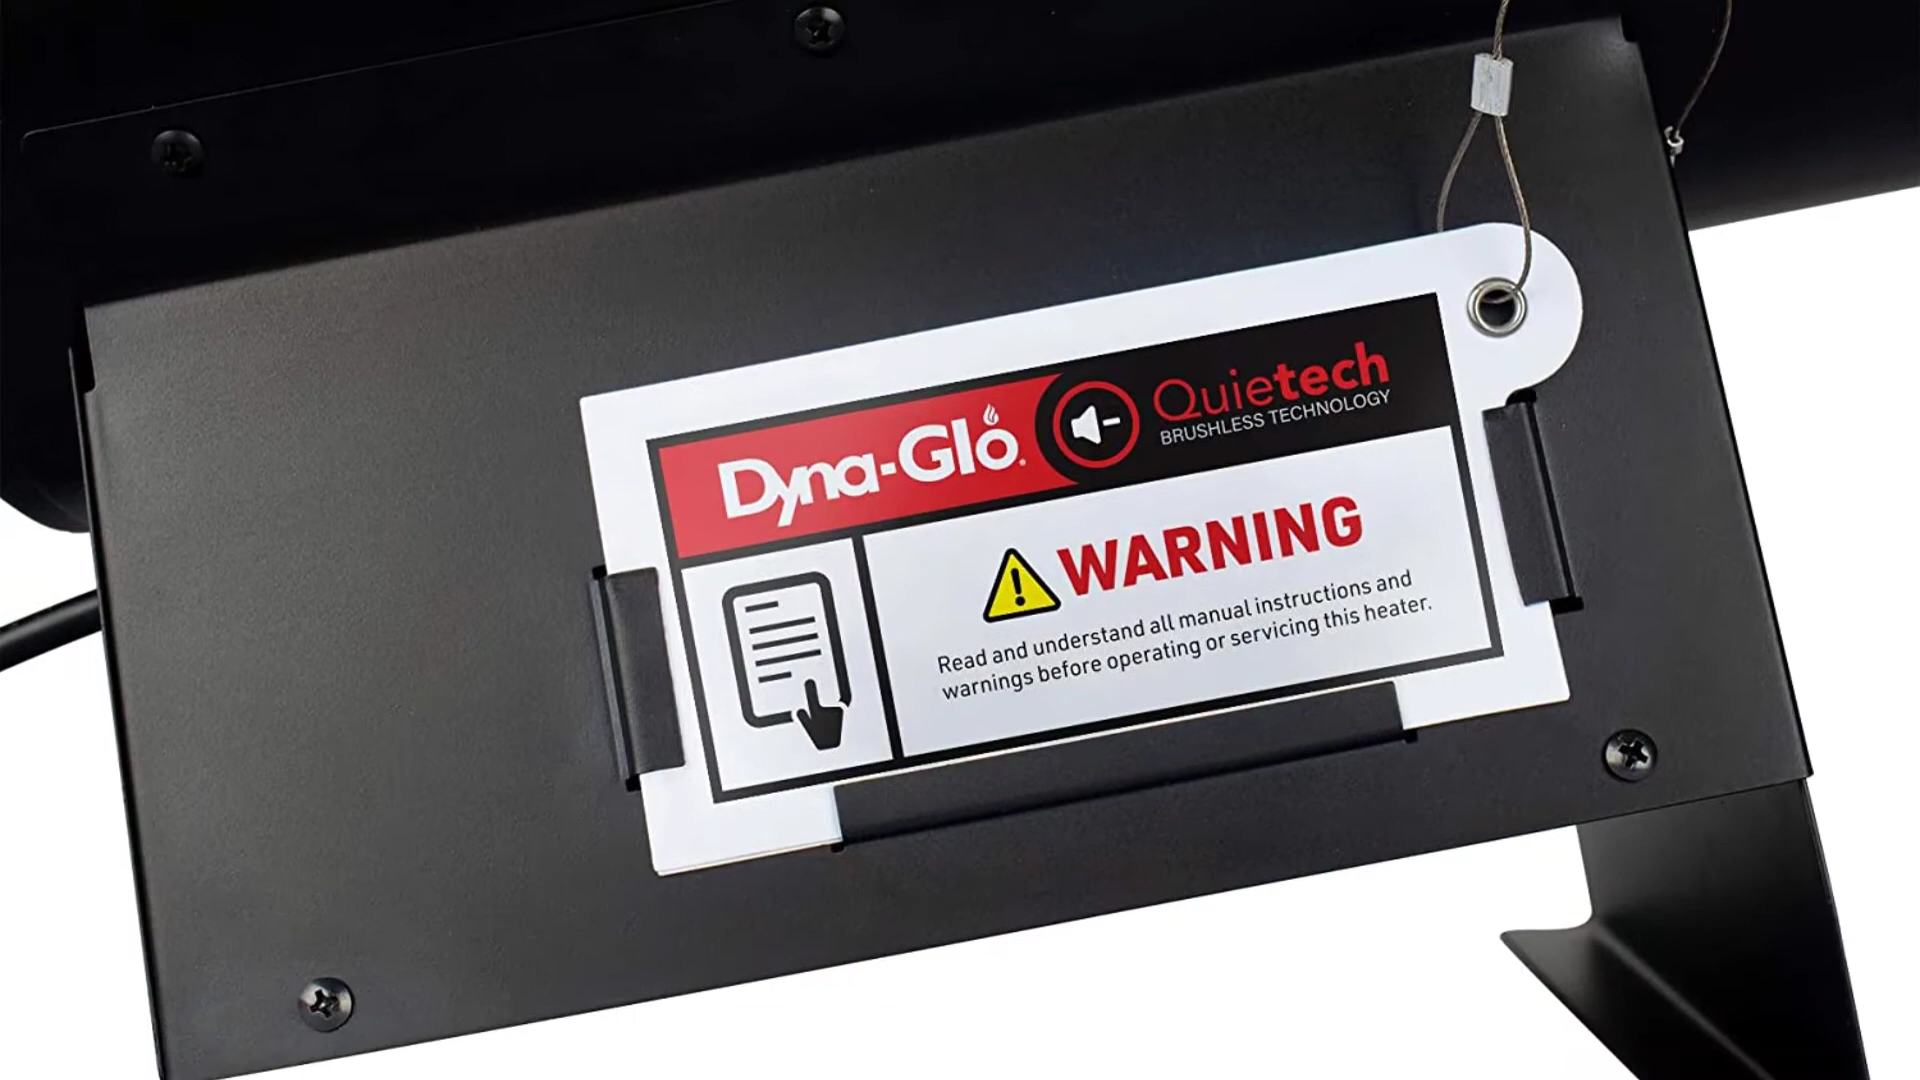 Dyna-Glo®
Quietech
BRUSHLESS TECHNOLOGY
WARNING
Read and understand all manual instructions and
warnings before operating or servicing this heater.